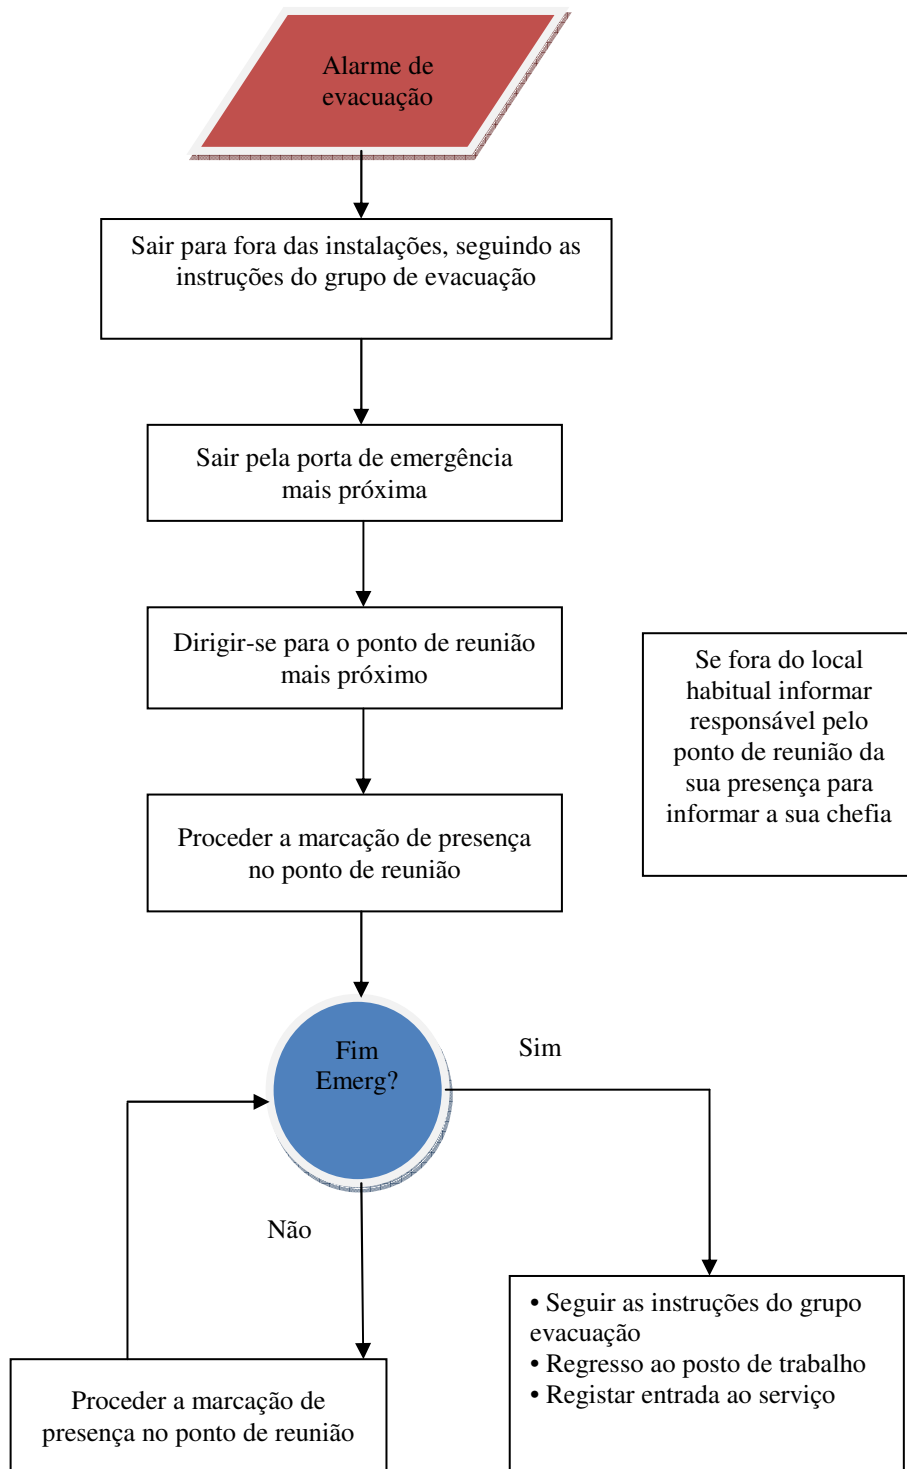 Alarme de
evacuação
Sair para fora das instalações, seguindo as
instruções do grupo de evacuação
Sair pela porta de emergência
mais próxima
Dirigir-se para o ponto de reunião
mais próximo
Se fora do local
habitual informar
responsável pelo
ponto de reunião da
sua presença para
informar a sua chefia
Proceder a marcação de presença
no ponto de reunião
Fim
Emerg?
Sim
Não
• Seguir as instruções do grupo
evacuação
• Regresso ao posto de trabalho
• Registar entrada ao serviço
Proceder a marcação de
presença no ponto de reunião